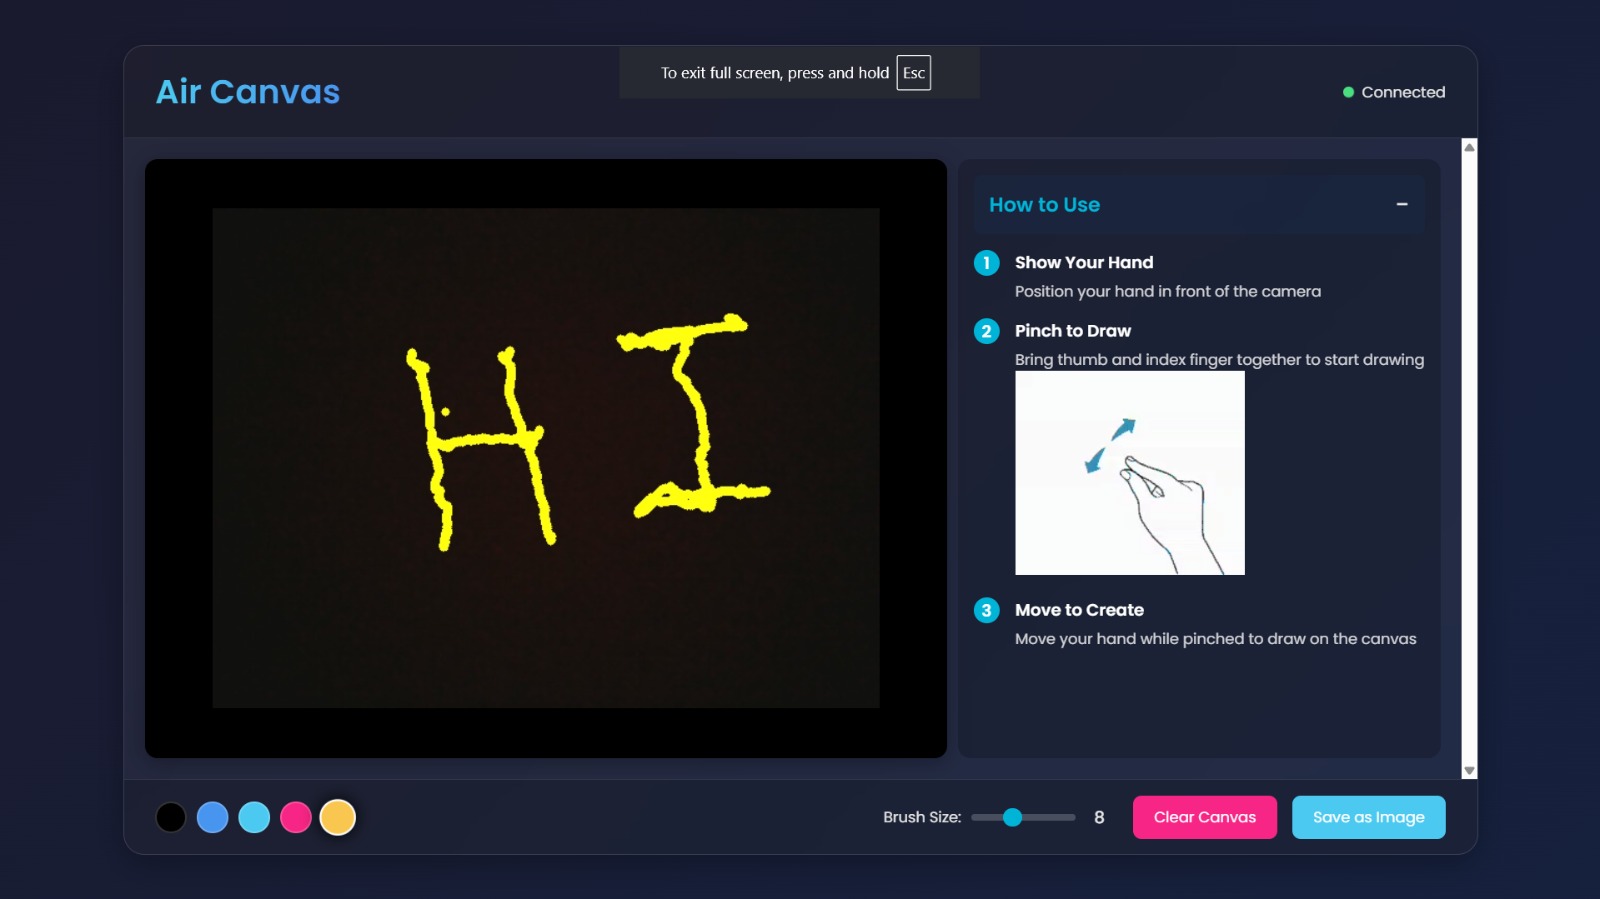 To exit full screen, press and hold Esc
Air Canvas
Connected
HI
How to Use
–
1 Show Your Hand
Position your hand in front of the camera
2 Pinch to Draw
Bring thumb and index finger together to start drawing
3 Move to Create
Move your hand while pinched to draw on the canvas
Brush Size: 8 Clear Canvas Save as Image